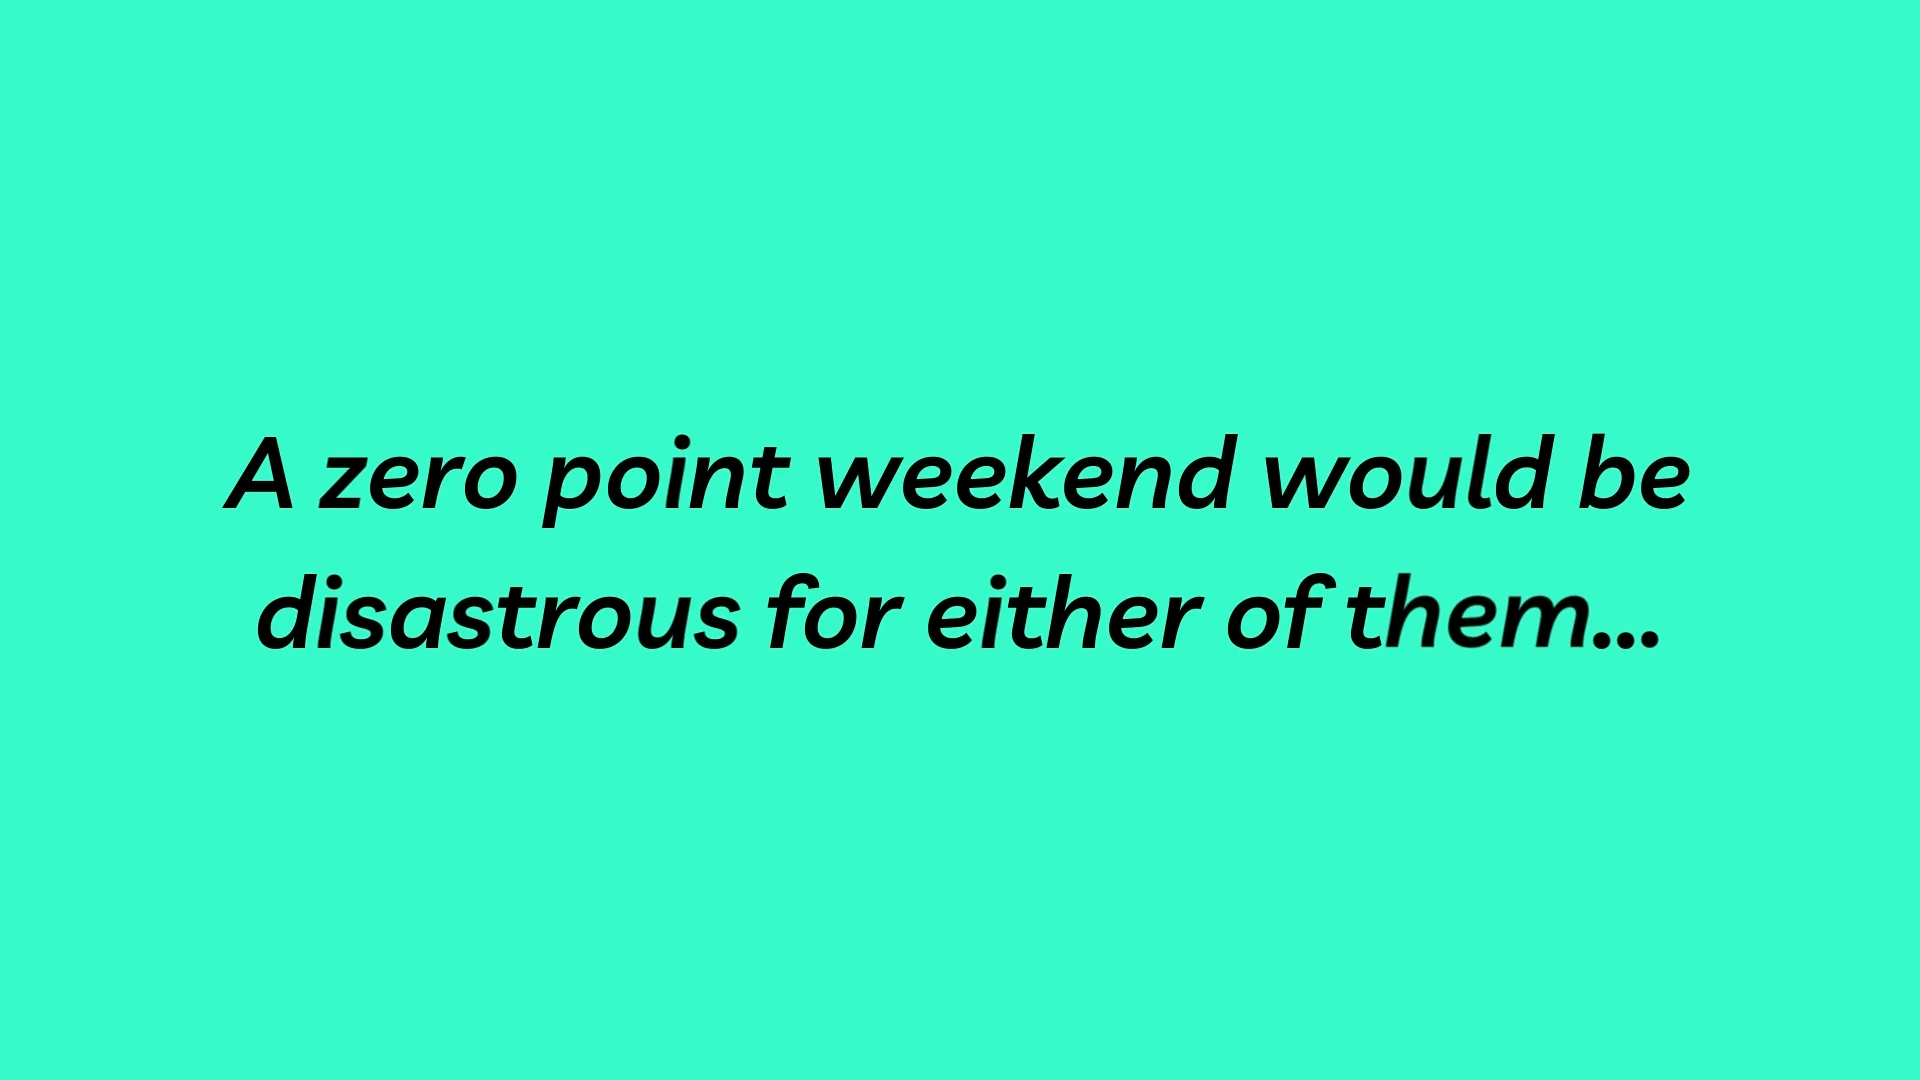 A zero point weekend would be
disastrous for either of them...